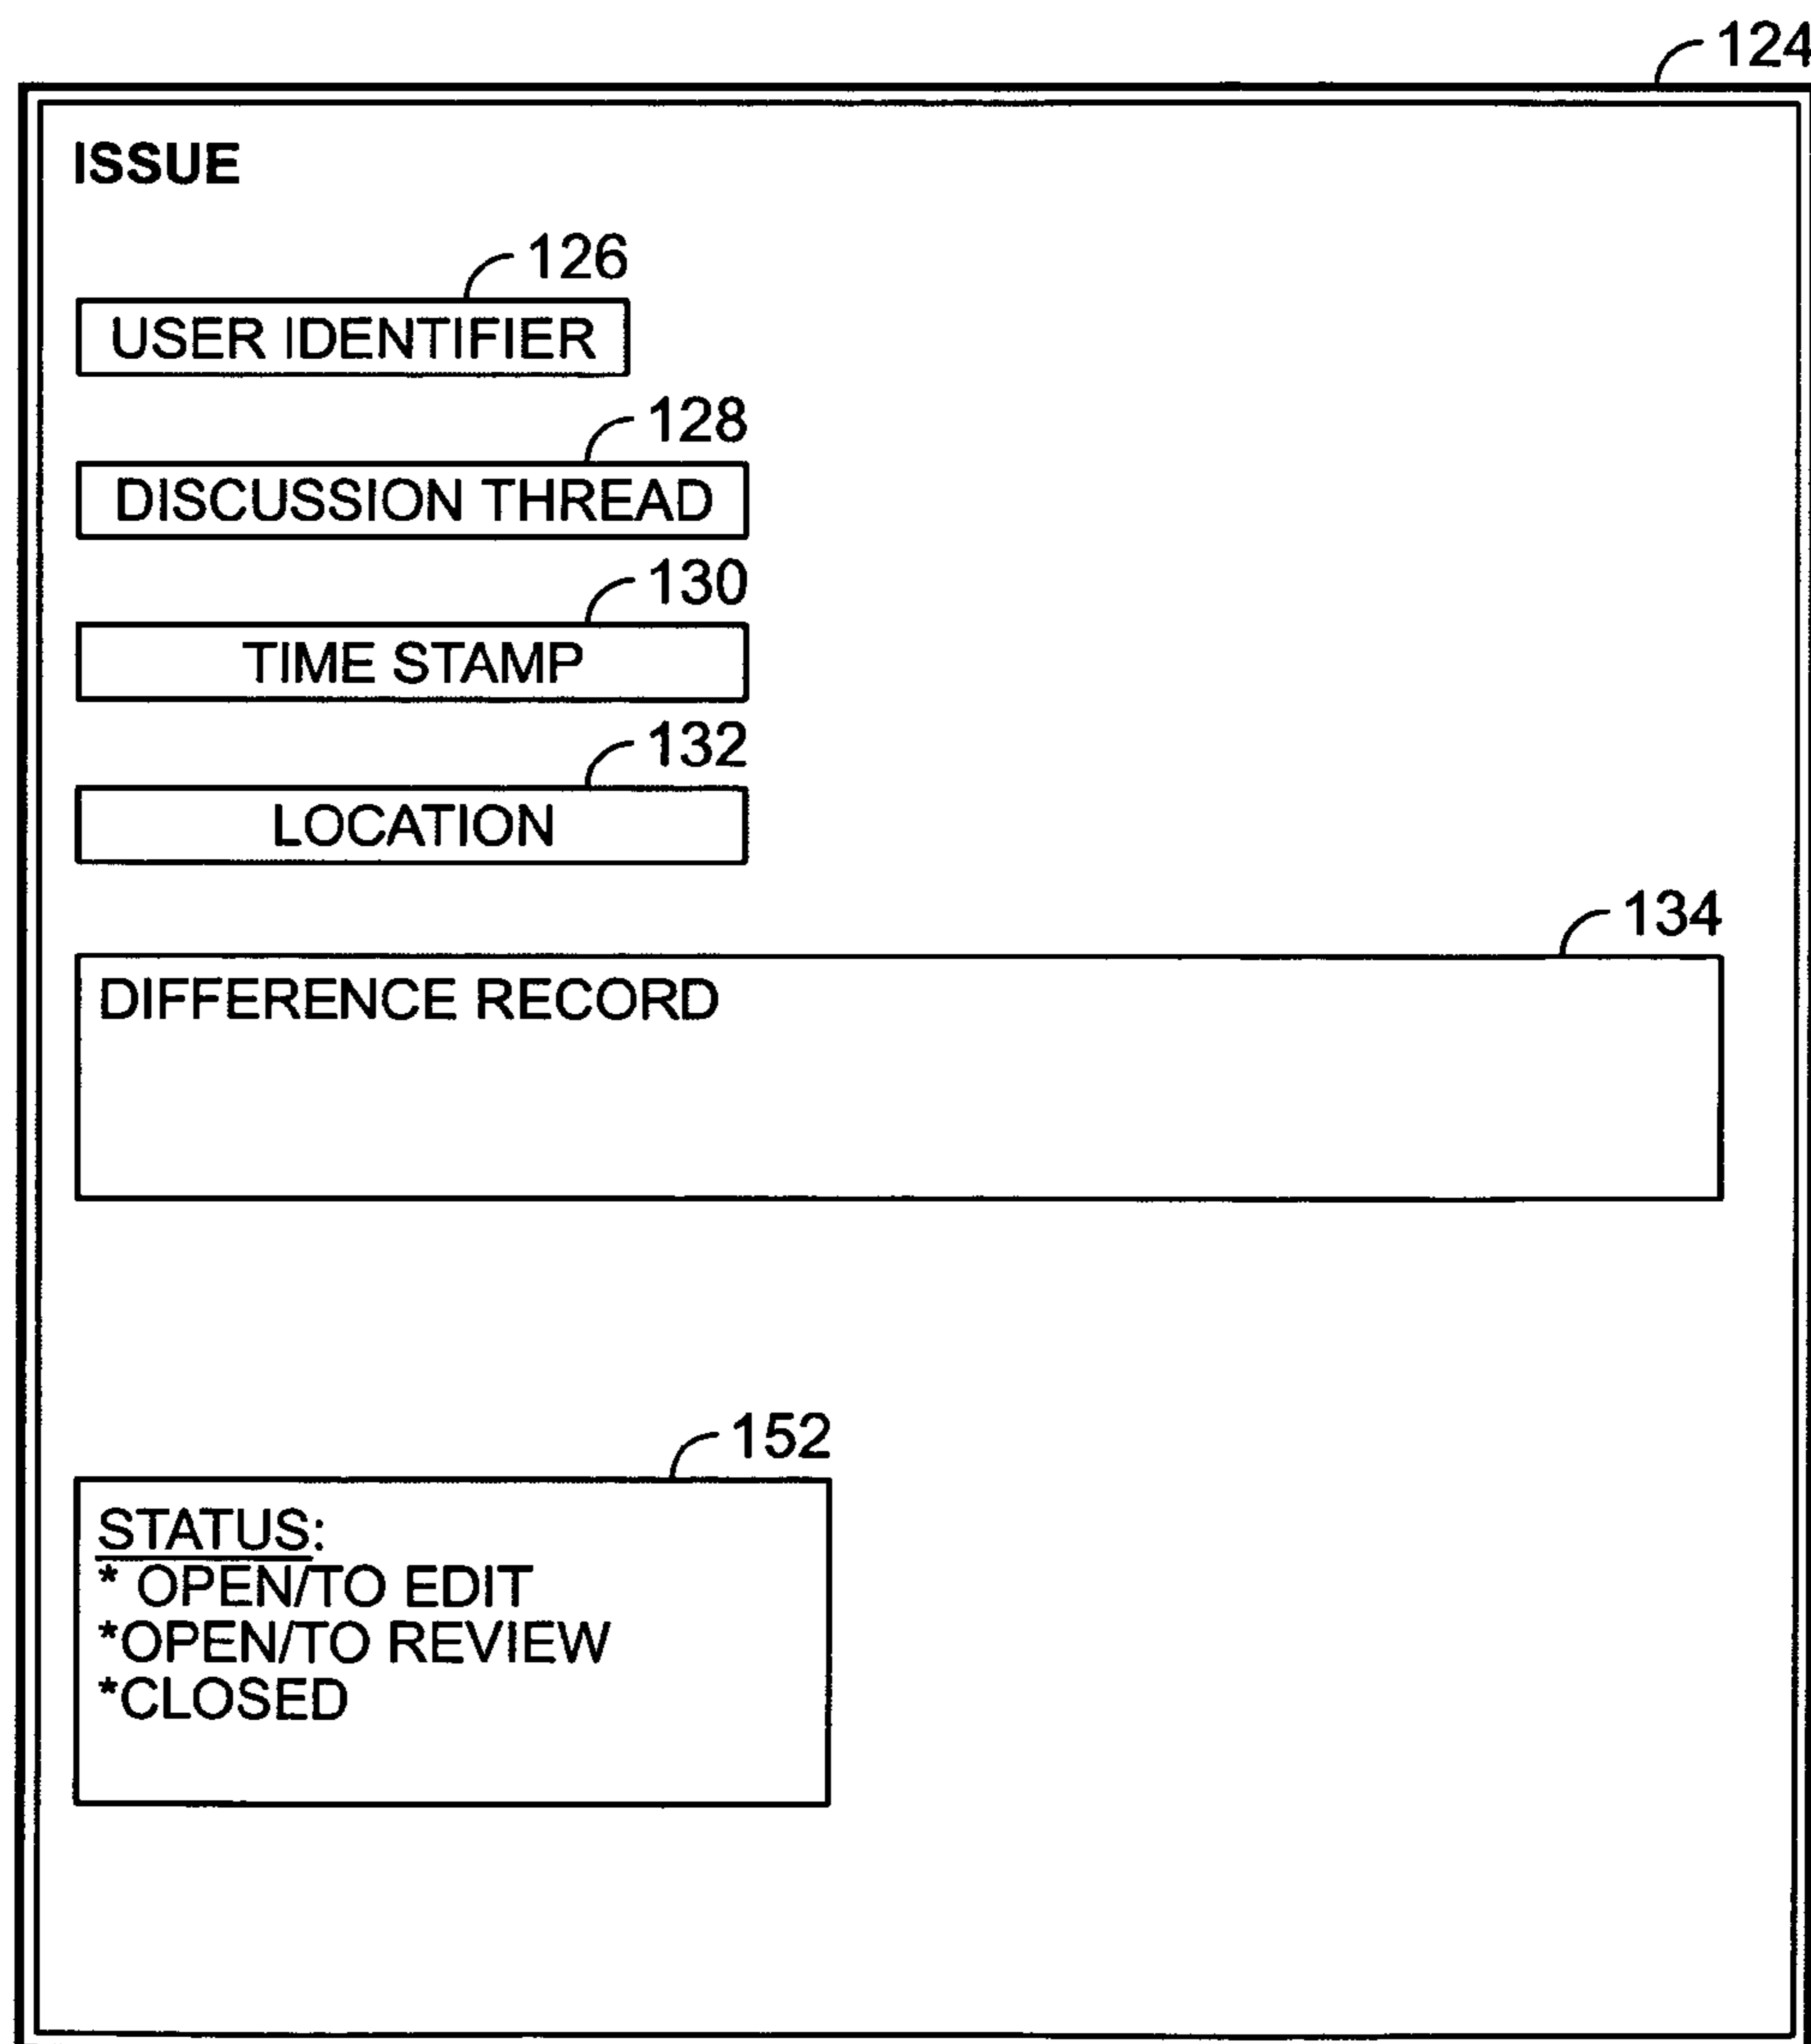 124
ISSUE
126
USER IDENTIFIER
128
DISCUSSION THREAD
130
TIME STAMP
132
LOCATION
134
DIFFERENCE RECORD
152
STATUS:
* OPEN/TO EDIT
*OPEN/TO REVIEW
*CLOSED